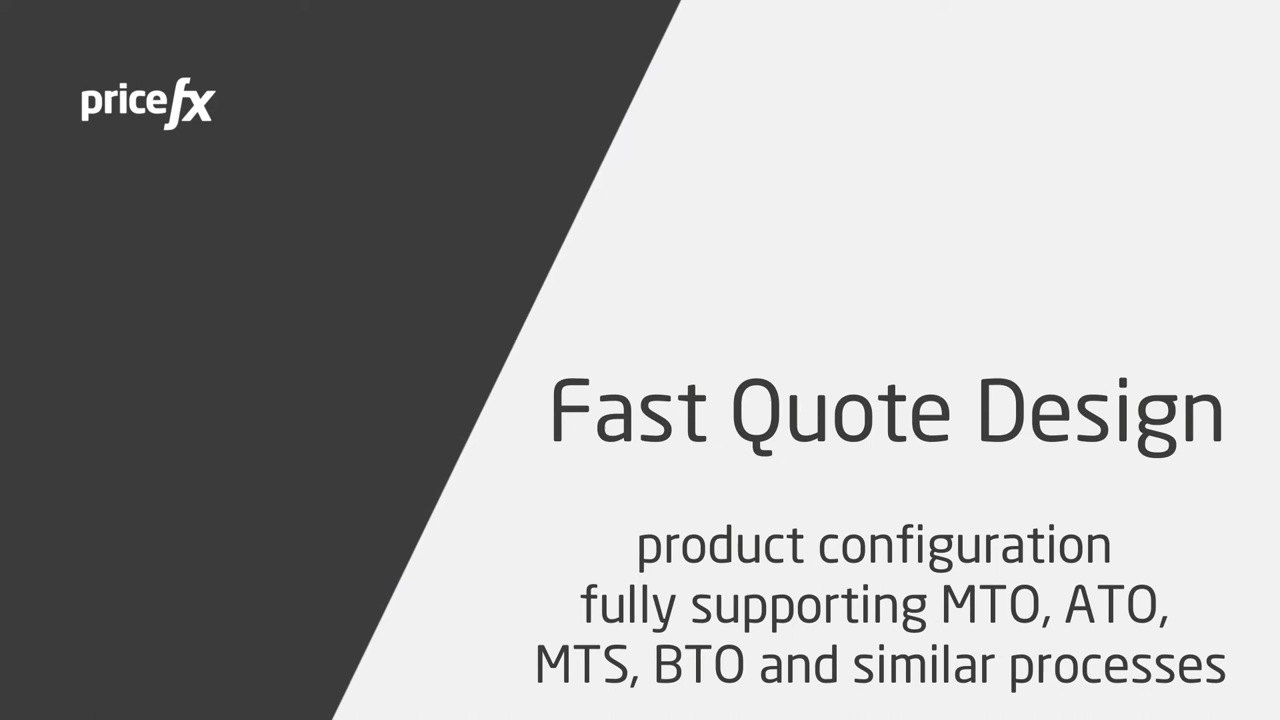 pricefx
Fast Quote Design
product configuration
fully supporting MTO, ATO,
MTS, BTO and similar processes